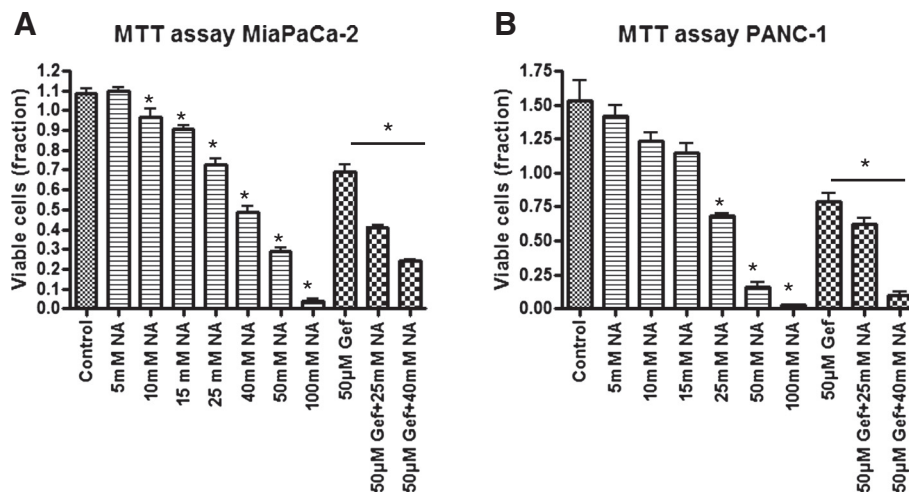 A
MTT assay MiaPaCa-2
Viable cells (fraction)
1.2
1.1
1.0
0.9
0.8
0.7
0.6
0.5
0.4
0.3
0.2
0.1
0.0
*
*
*
*
*
*
*
Control
5mM NA
10mM NA
15 mM NA
25 mM NA
40mM NA
50mM NA
100mM NA
50µM Gef
50µM Gef+25mM NA
50µM Gef+40mM NA
B
MTT assay PANC-1
Viable cells (fraction)
1.75
1.50
1.25
1.00
0.75
0.50
0.25
0.00
*
*
*
*
Control
5mM NA
10mM NA
15mM NA
25mM NA
50mM NA
100mM NA
50µM Gef
50µM Gef+25mM NA
50µM Gef+40mM NA